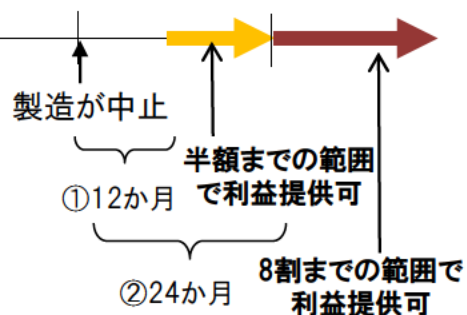 製造が中止
半額までの範囲
で利益提供可
①12か月
②24か月
8割までの範囲で
利益提供可